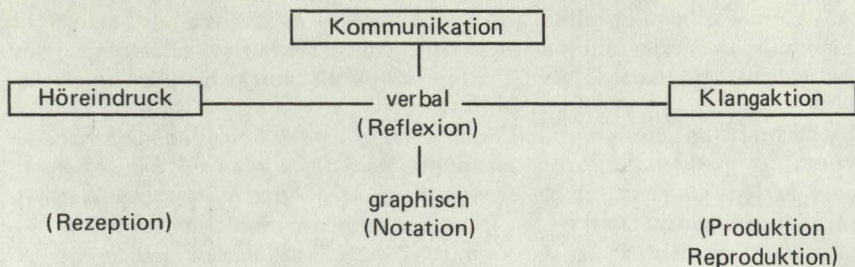 Kommunikation
Höreindruck verbal Klangaktion
(Reflexion)
graphisch
(Rezeption) (Notation) (Produktion
Reproduktion)